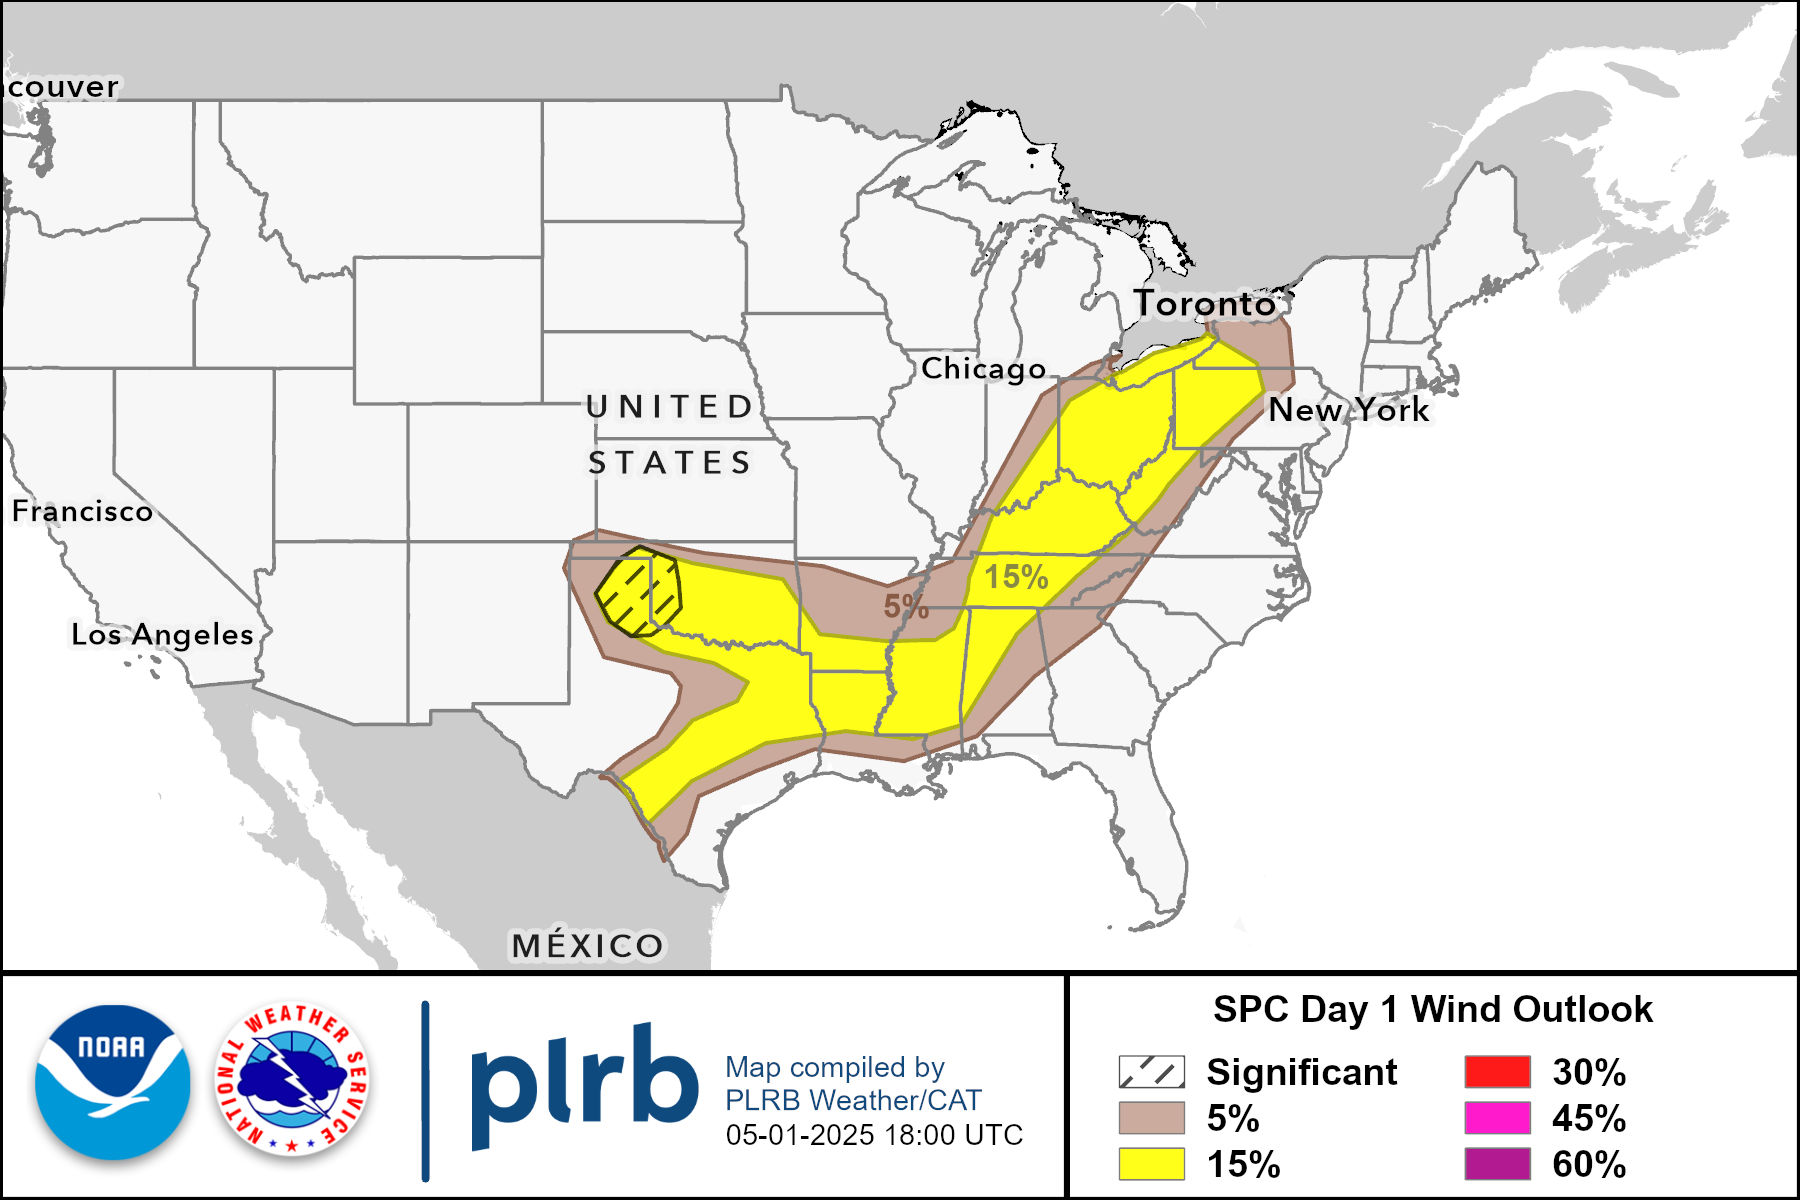 ncouver
Toronto
Chicago
UNITED
STATES
New York
Francisco
15%
5%
Los Angeles
MÉXICO
NOAA
NATIONAL WEATHER SERVICE
plrb
Map compiled by
PLRB Weather/CAT
05-01-2025 18:00 UTC
SPC Day 1 Wind Outlook
Significant
5%
15%
30%
45%
60%